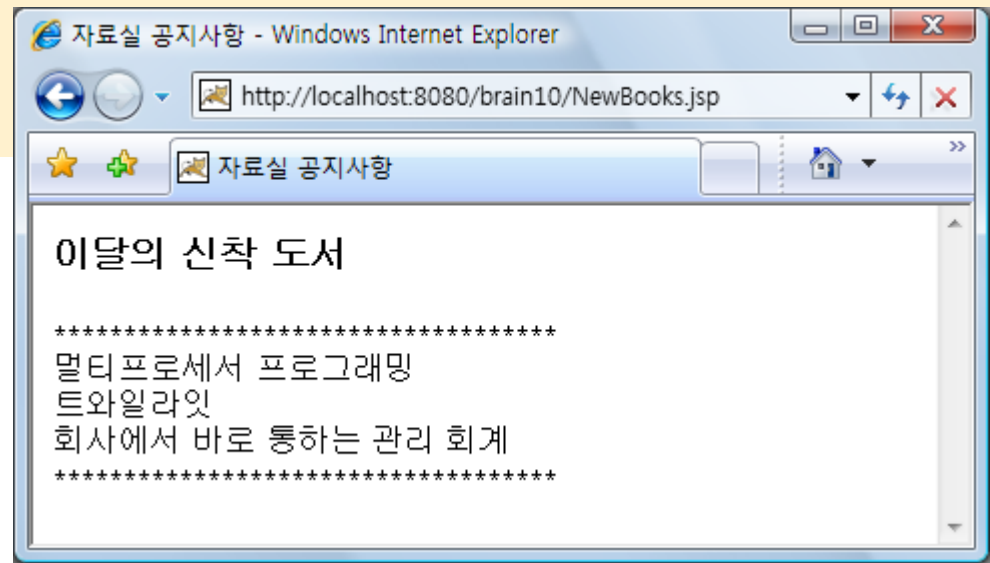 자료실 공지사항 - Windows Internet Explorer
http://localhost:8080/brain10/NewBooks.jsp
자료실 공지사항
이달의 신착 도서
************************************
멀티프로세서 프로그래밍
트와일라잇
회사에서 바로 통하는 관리 회계
************************************